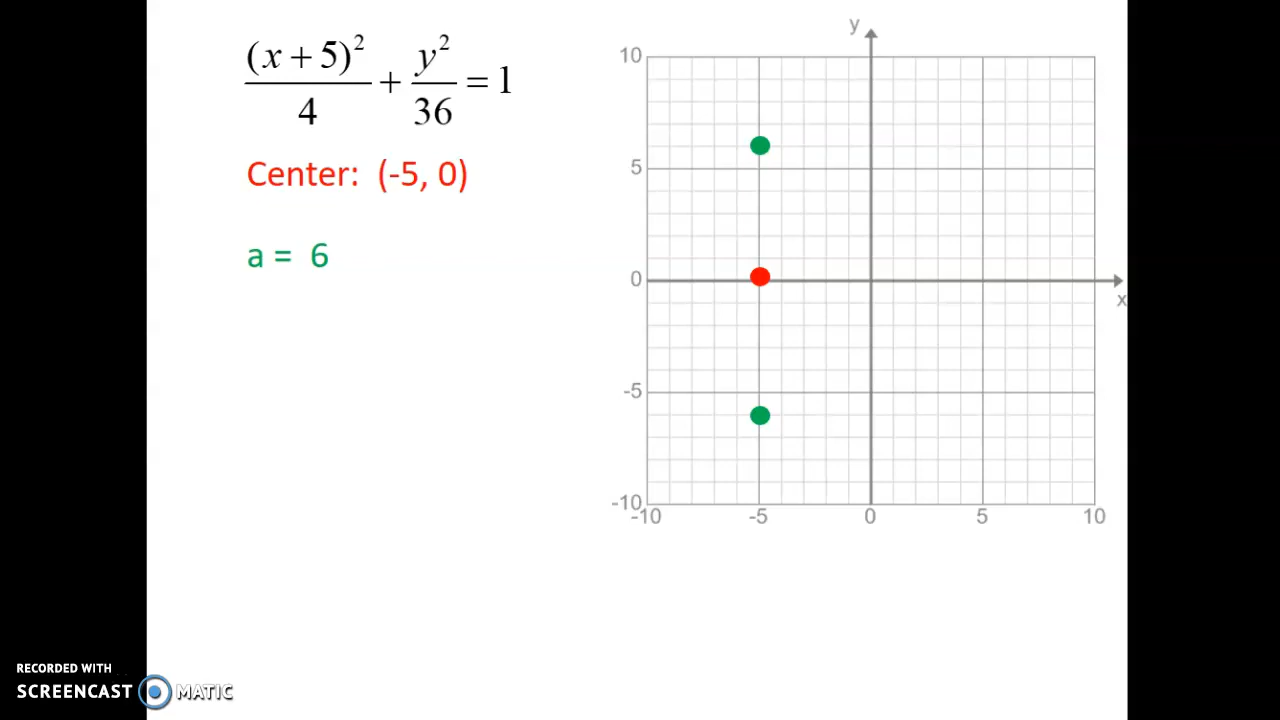 (x + 5)² / 4 + y² / 36 = 1
Center: (-5, 0)
a = 6
y
10
5
0
-5
-10
-10 -5 0 5 10
x
RECORDED WITH
SCREENCAST MATIC